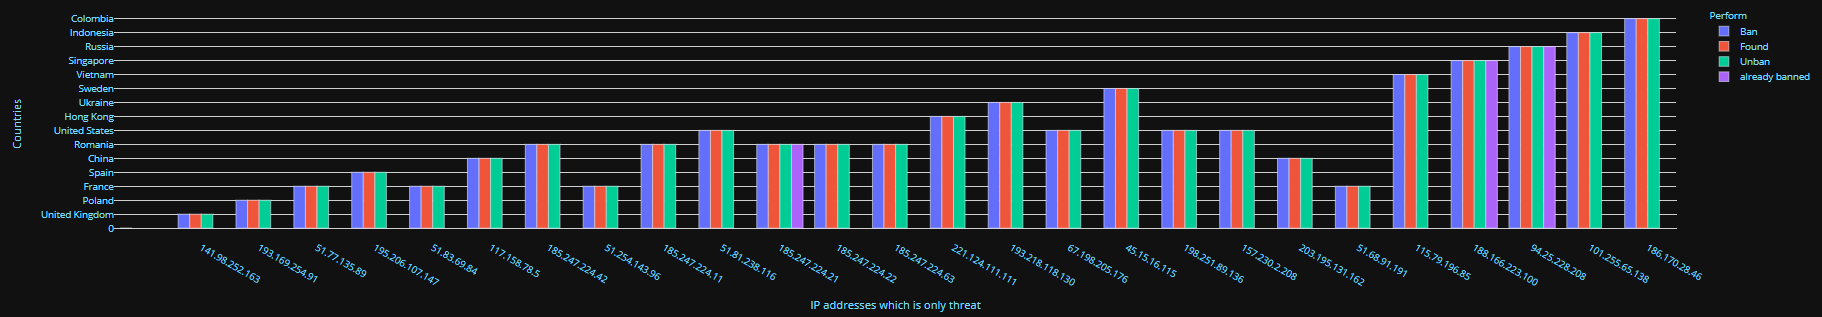 Colombia
Indonesia
Russia
Singapore
Vietnam
Sweden
Ukraine
Hong Kong
United States
Romania
China
Spain
France
Poland
United Kingdom
0
Countries
141.98.252.163
193.169.254.91
51.77.135.89
195.206.107.147
51.83.69.84
117.158.78.5
185.247.224.42
51.254.143.96
185.247.224.11
51.81.238.116
185.247.224.21
185.247.224.22
185.247.224.63
221.124.111.111
193.218.118.130
67.198.205.176
45.15.16.115
198.251.89.136
157.230.2.208
203.195.131.162
51.68.91.191
115.79.196.85
188.166.223.100
94.25.228.208
101.255.65.138
186.170.28.46
IP addresses which is only threat
Perform
Ban
Found
Unban
already banned